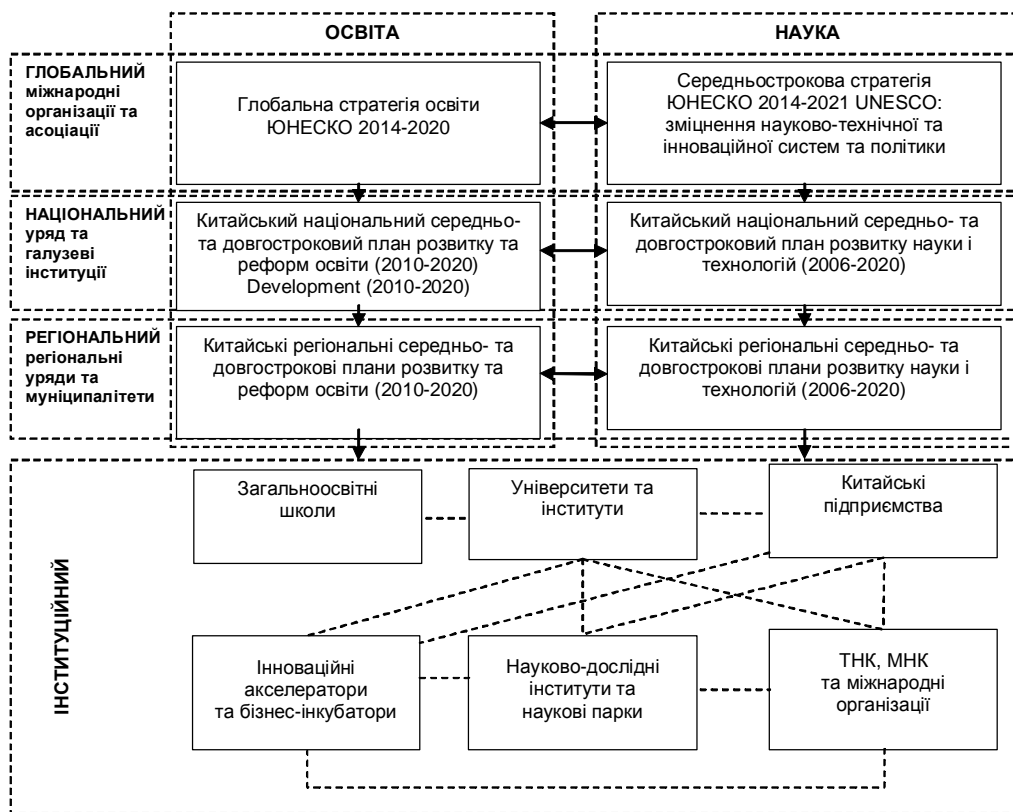 ОСВІТА
НАУКА
ГЛОБАЛЬНИЙ
міжнародні
організації та
асоціації
Глобальна стратегія освіти
ЮНЕСКО 2014-2020
Середньострокова стратегія
ЮНЕСКО 2014-2021 UNESCO:
зміцнення науково-технічної та
інноваційної систем та політики
НАЦІОНАЛЬНИЙ
уряд та
галузеві
інституції
Китайський національний середньо-
та довгостроковий план розвитку та
реформ освіти (2010-2020)
Development (2010-2020)
Китайський національний середньо- та
довгостроковий план розвитку науки і
технологій (2006-2020)
РЕГІОНАЛЬНИЙ
регіональні
уряди та
муніципалітети
Китайські регіональні середньо- та
довгострокові плани розвитку та
реформ освіти (2010-2020)
Китайські регіональні середньо- та
довгострокові плани розвитку науки і
технологій (2006-2020)
ІНСТИТУЦІЙНИЙ
Загальноосвітні
школи
Університети та
інститути
Китайські
підприємства
Інноваційні
акселератори
та бізнес-інкубатори
Науково-дослідні
інститути та
наукові парки
ТНК, МНК
та міжнародні
організації